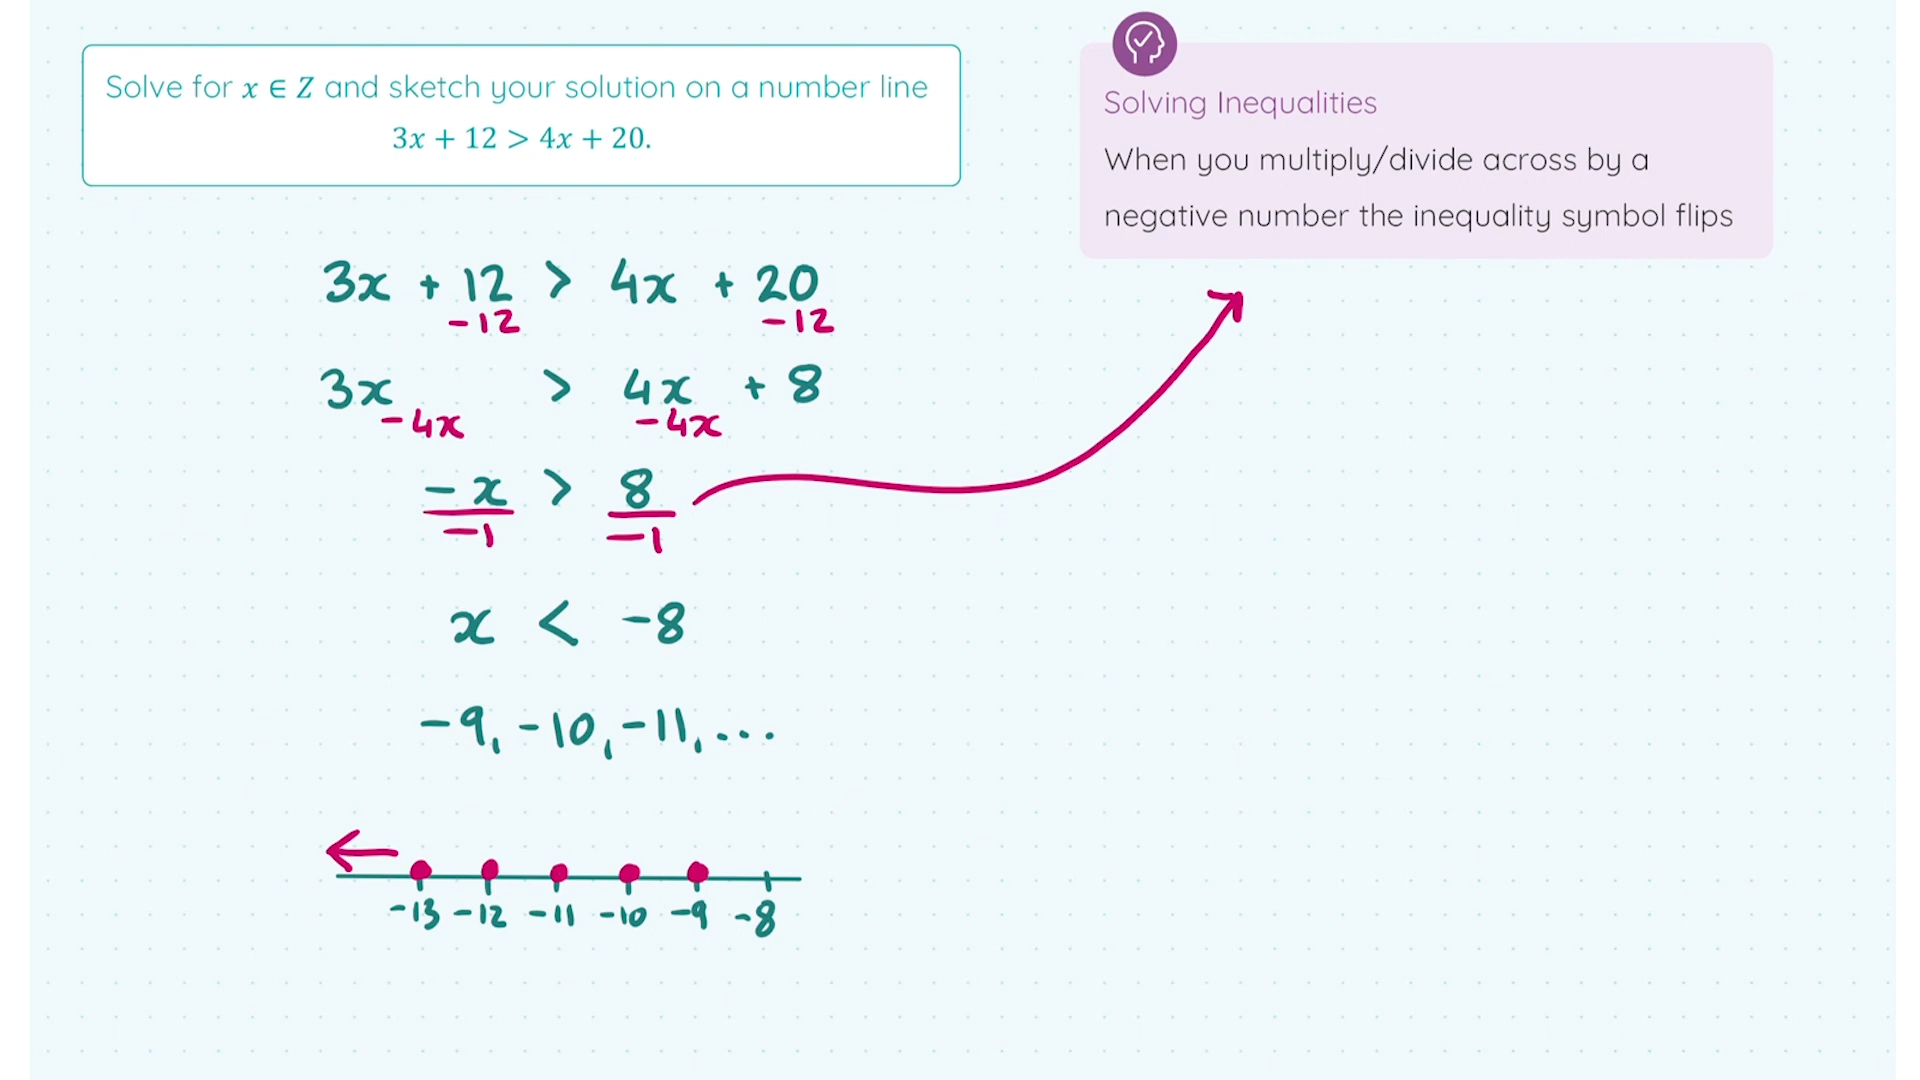 Solve for x ∈ Z and sketch your solution on a number line
3x + 12 > 4x + 20.
Solving Inequalities
When you multiply/divide across by a
negative number the inequality symbol flips
3x + 12 > 4x + 20
-12 -12
3x > 4x + 8
-4x -4x
-x > 8
-1 -1
x < -8
-9, -10, -11, ...
-13 -12 -11 -10 -9 -8